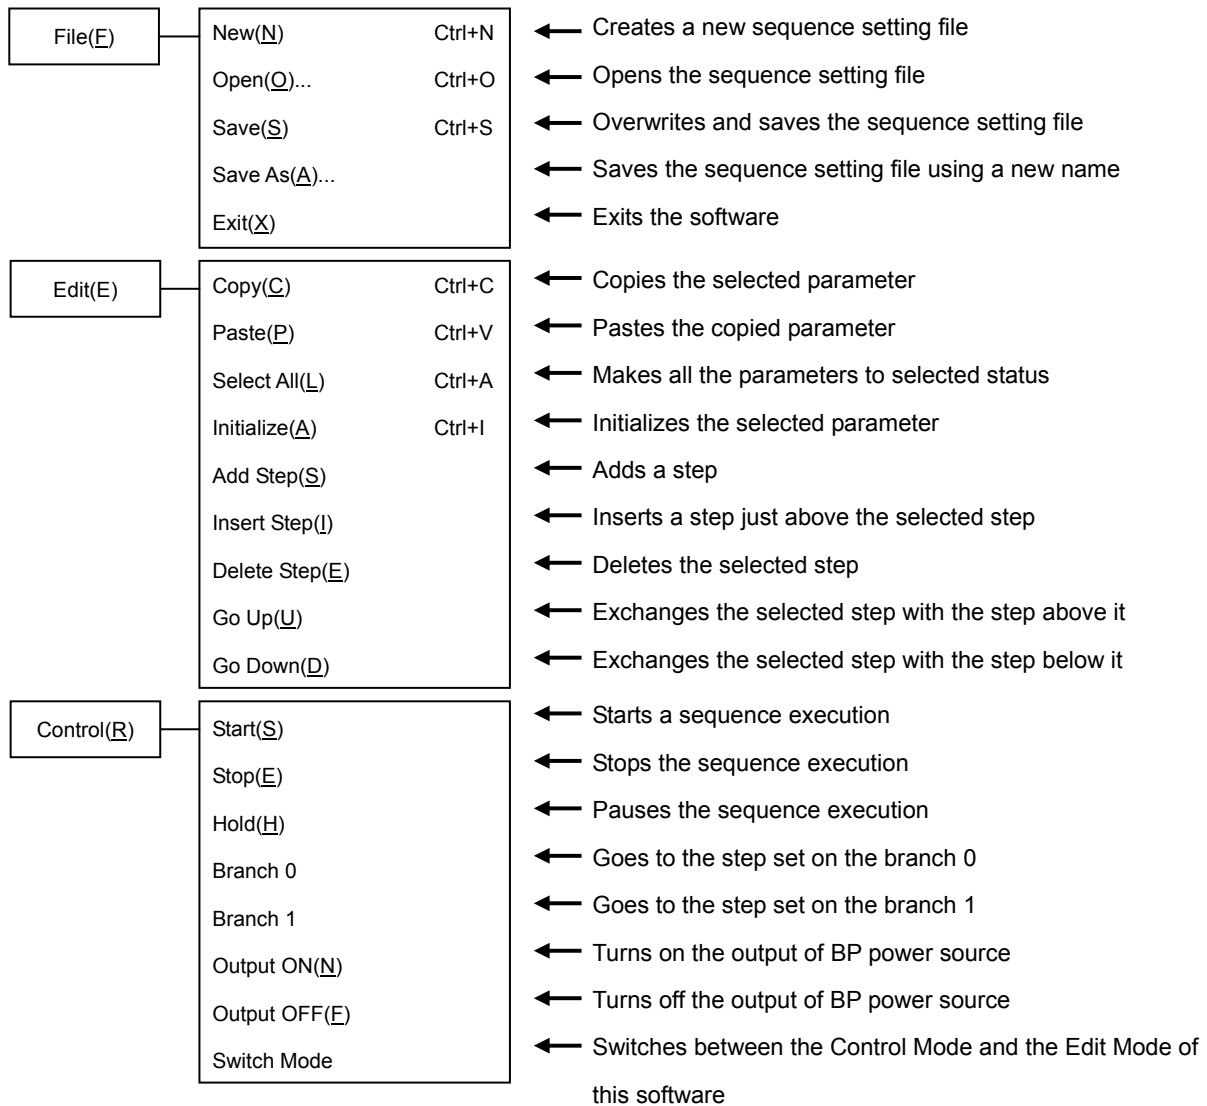 File(F)
New(N) Ctrl+N Creates a new sequence setting file
Open(O)... Ctrl+O Opens the sequence setting file
Save(S) Ctrl+S Overwrites and saves the sequence setting file
Save As(A)... Saves the sequence setting file using a new name
Exit(X) Exits the software
Edit(E)
Copy(C) Ctrl+C Copies the selected parameter
Paste(P) Ctrl+V Pastes the copied parameter
Select All(L) Ctrl+A Makes all the parameters to selected status
Initialize(A) Ctrl+I Initializes the selected parameter
Add Step(S) Adds a step
Insert Step(I) Inserts a step just above the selected step
Delete Step(E) Deletes the selected step
Go Up(U) Exchanges the selected step with the step above it
Go Down(D) Exchanges the selected step with the step below it
Control(R)
Start(S) Starts a sequence execution
Stop(E) Stops the sequence execution
Hold(H) Pauses the sequence execution
Branch 0 Goes to the step set on the branch 0
Branch 1 Goes to the step set on the branch 1
Output ON(N) Turns on the output of BP power source
Output OFF(F) Turns off the output of BP power source
Switch Mode Switches between the Control Mode and the Edit Mode of
this software